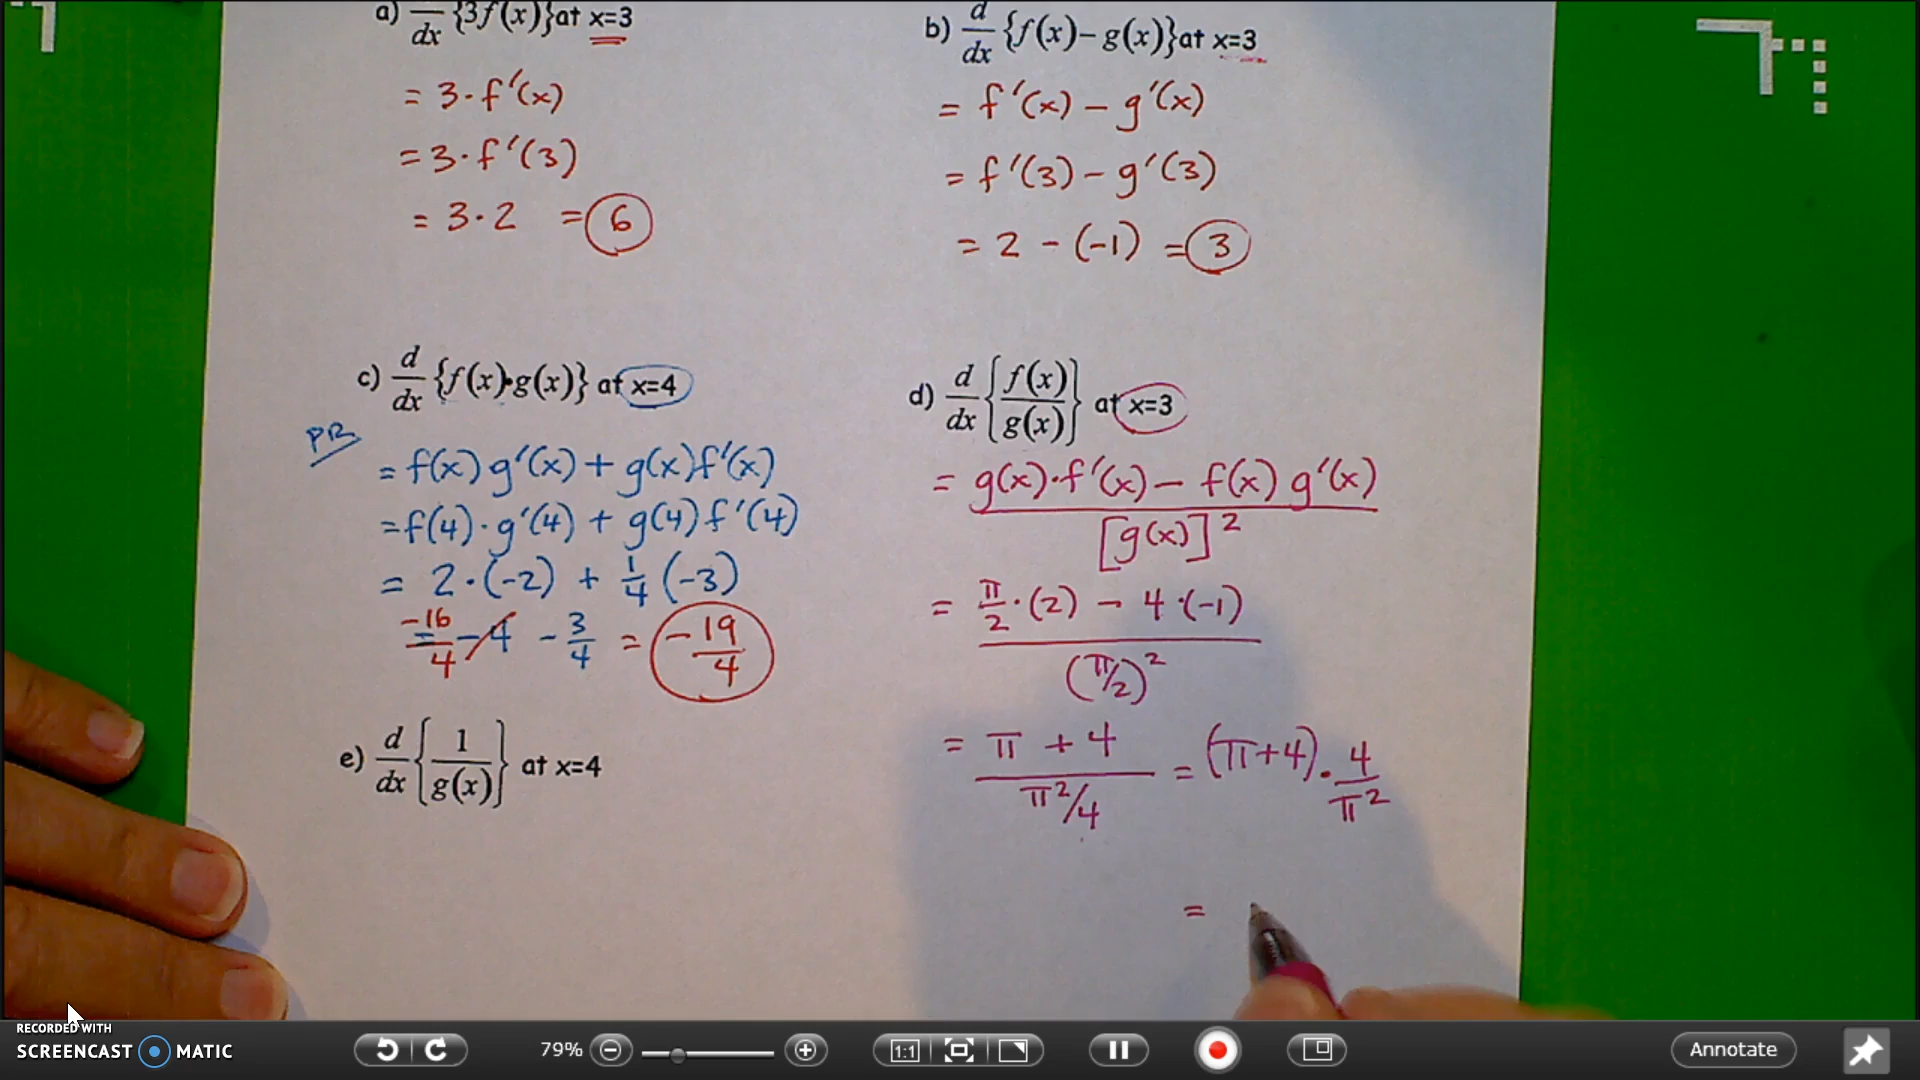 a) d/dx {3f(x)} at x=3
= 3·f'(x)
= 3·f'(3)
= 3·2 = 6
b) d/dx {f(x)−g(x)} at x=3
= f'(x) − g'(x)
= f'(3) − g'(3)
= 2 − (−1) = 3
c) d/dx {f(x)·g(x)} at x=4
PR
= f(x) g'(x) + g(x) f'(x)
= f(4)·g'(4) + g(4) f'(4)
= 2·(−2) + 1/4 (−3)
= −16/4 −4 − 3/4 = −19/4
d) d/dx {f(x)/g(x)} at x=3
= g(x)·f'(x) − f(x) g'(x) / [g(x)]²
= π/2·(2) − 4·(−1) / (π/2)²
= π + 4 / π²/4 = (π+4)·4/π²
=
e) d/dx {1/g(x)} at x=4
RECORDED WITH
SCREENCAST MATIC
79%
1:1
Annotate